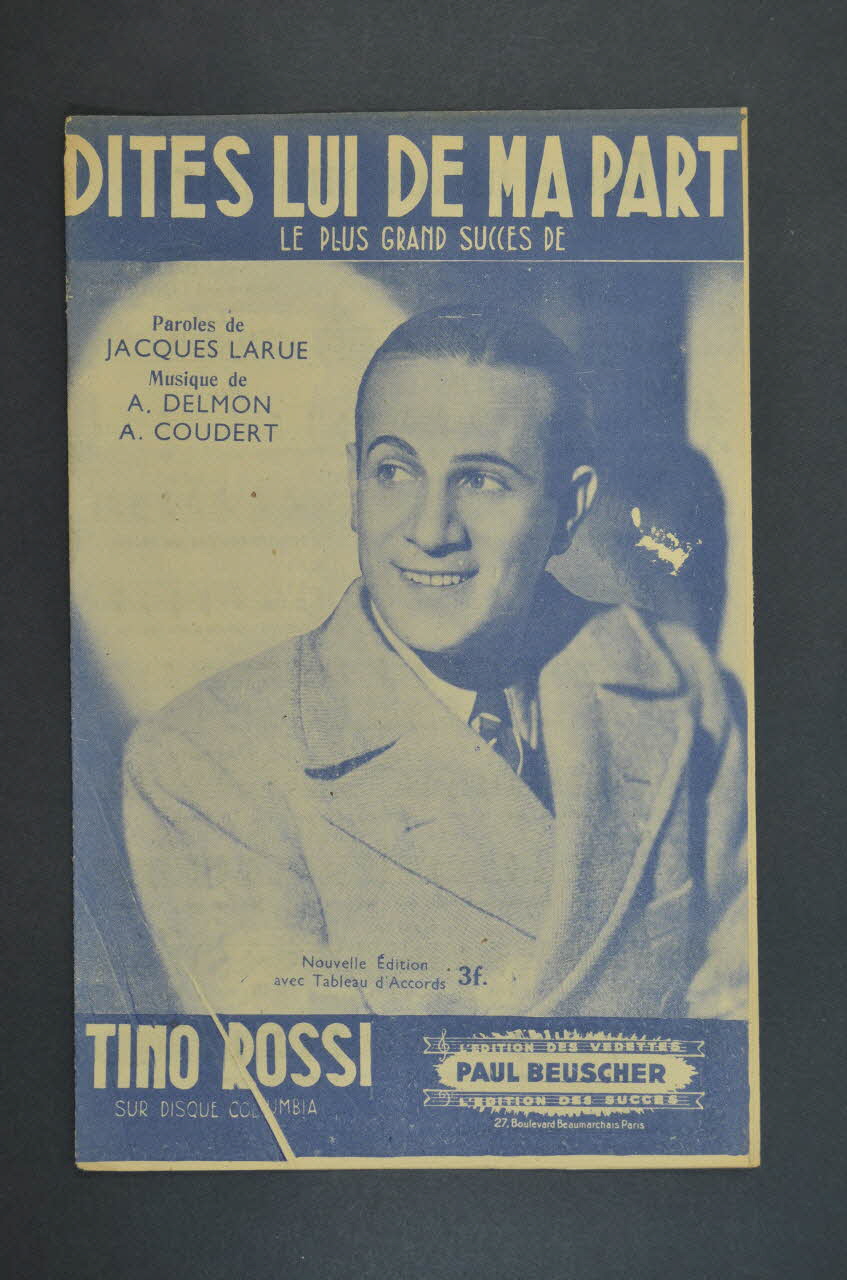 DITES LUI DE MA PART
LE PLUS GRAND SUCCES DE
Paroles de
JACQUES LARUE
Musique de
A. DELMON
A. COUDERT
Nouvelle Édition
avec Tableau d'Accords 3f.
TINO ROSSI
SUR DISQUE COLUMBIA
L'EDITION DES VEDETTES
PAUL BEUSCHER
L'EDITION DES SUCCÈS
27, Boulevard Beaumarchais Paris